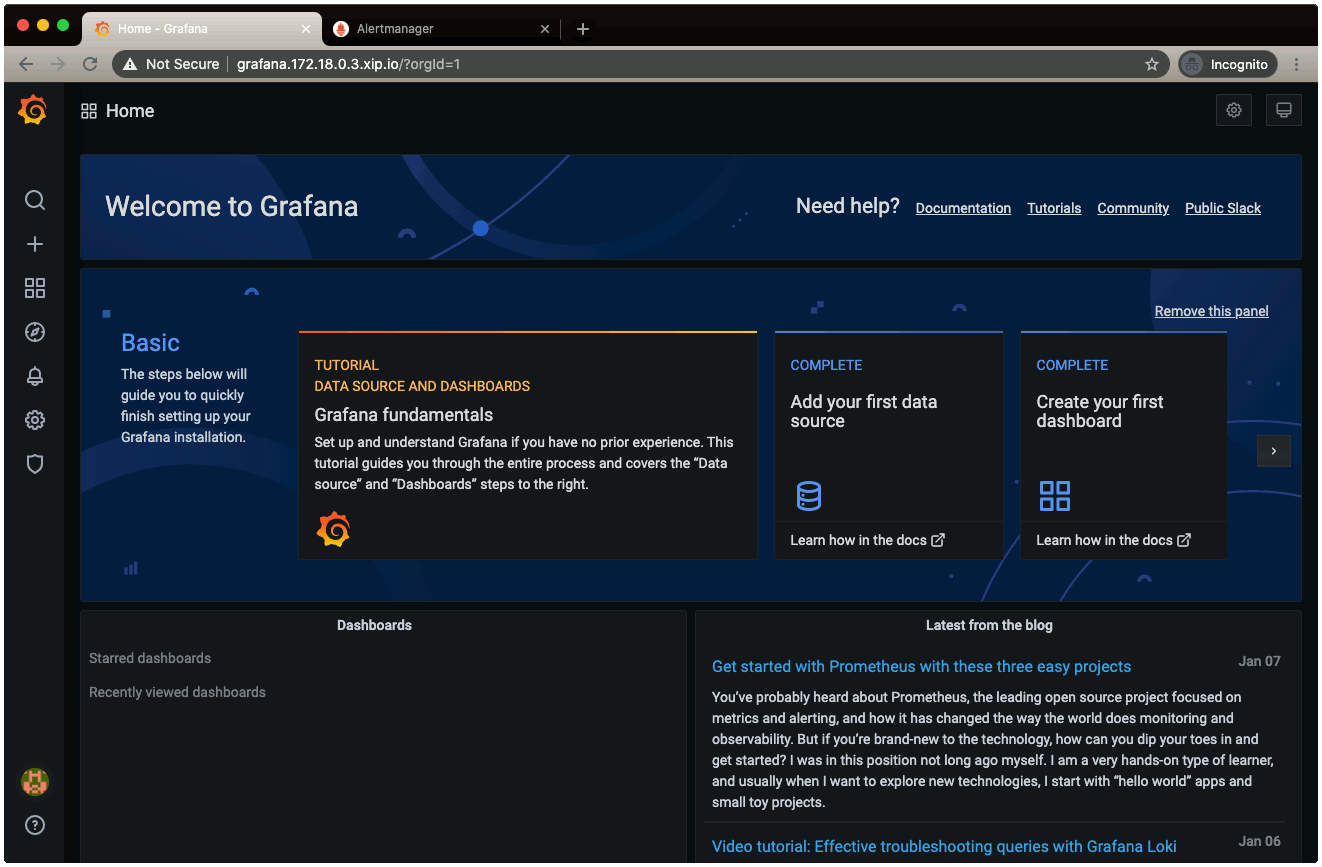 Home - Grafana
Alertmanager
Not Secure
grafana.172.18.0.3.xip.io/?orgId=1
Incognito
Home
Welcome to Grafana
Need help?
Documentation
Tutorials
Community
Public Slack
Remove this panel
Basic
The steps below will
guide you to quickly
finish setting up your
Grafana installation.
TUTORIAL
DATA SOURCE AND DASHBOARDS
Grafana fundamentals
Set up and understand Grafana if you have no prior experience. This
tutorial guides you through the entire process and covers the “Data
source” and “Dashboards” steps to the right.
COMPLETE
Add your first data
source
Learn how in the docs
COMPLETE
Create your first
dashboard
Learn how in the docs
Dashboards
Starred dashboards
Recently viewed dashboards
Latest from the blog
Get started with Prometheus with these three easy projects
Jan 07
You’ve probably heard about Prometheus, the leading open source project focused on
metrics and alerting, and how it has changed the way the world does monitoring and
observability. But if you’re brand-new to the technology, how can you dip your toes in and
get started? I was in this position not long ago myself. I am a very hands-on type of learner,
and usually when I want to explore new technologies, I start with “hello world” apps and
small toy projects.
Video tutorial: Effective troubleshooting queries with Grafana Loki
Jan 06